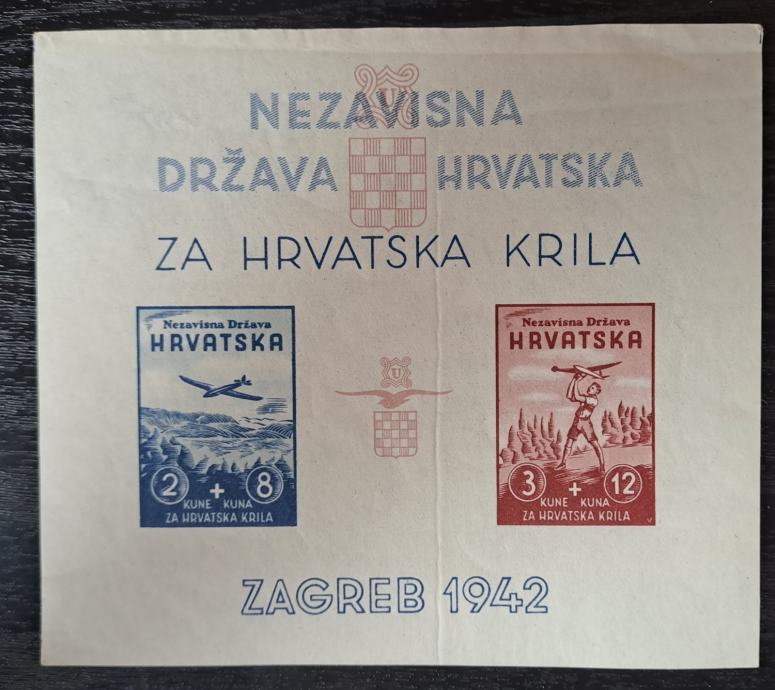 U
NEZAVISNA
DRŽAVA HRVATSKA
ZA HRVATSKA KRILA
Nezavisna Država
HRVATSKA
2 + 8
KUNE KUNA
ZA HRVATSKA KRILA
U
Nezavisna Država
HRVATSKA
3 + 12
KUNE KUNA
ZA HRVATSKA KRILA
V
ZAGREB 1942